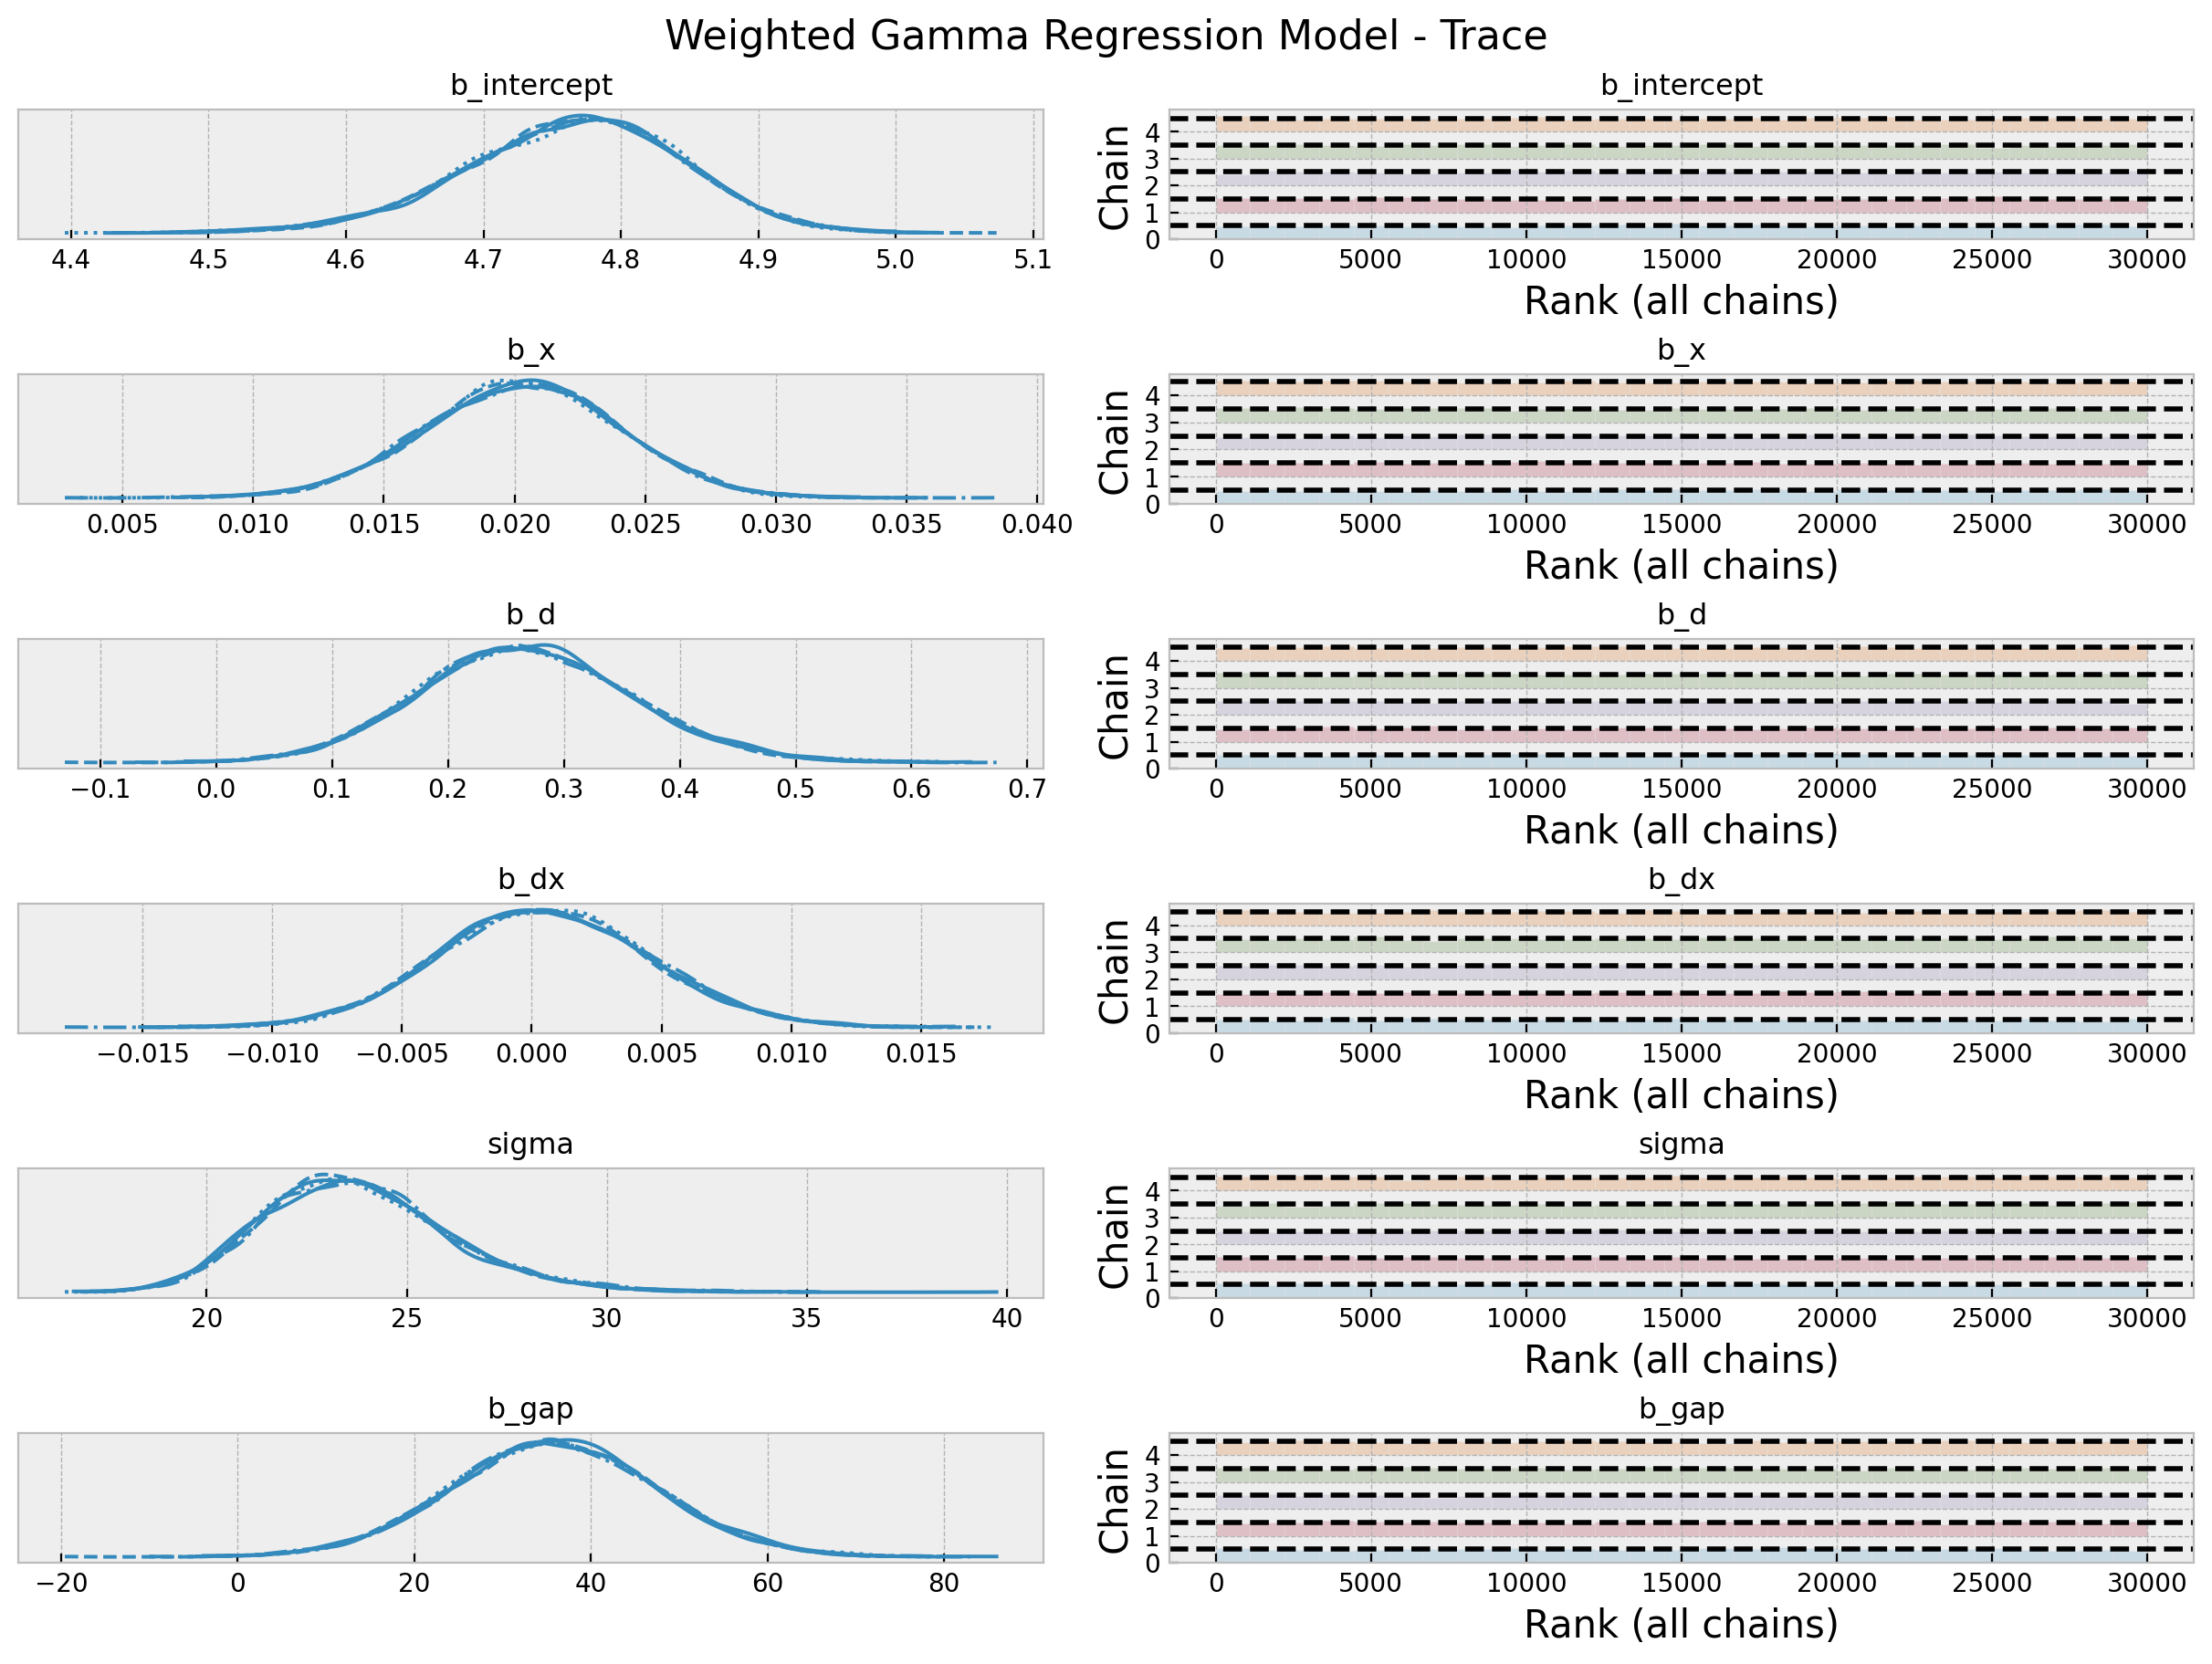 Weighted Gamma Regression Model - Trace
b_intercept
4.4 4.5 4.6 4.7 4.8 4.9 5.0 5.1
b_intercept
Chain
4
3
2
1
0
0 5000 10000 15000 20000 25000 30000
Rank (all chains)
b_x
0.005 0.010 0.015 0.020 0.025 0.030 0.035 0.040
b_x
Chain
4
3
2
1
0
0 5000 10000 15000 20000 25000 30000
Rank (all chains)
b_d
−0.1 0.0 0.1 0.2 0.3 0.4 0.5 0.6 0.7
b_d
Chain
4
3
2
1
0
0 5000 10000 15000 20000 25000 30000
Rank (all chains)
b_dx
−0.015 −0.010 −0.005 0.000 0.005 0.010 0.015
b_dx
Chain
4
3
2
1
0
0 5000 10000 15000 20000 25000 30000
Rank (all chains)
sigma
20 25 30 35 40
sigma
Chain
4
3
2
1
0
0 5000 10000 15000 20000 25000 30000
Rank (all chains)
b_gap
−20 0 20 40 60 80
b_gap
Chain
4
3
2
1
0
0 5000 10000 15000 20000 25000 30000
Rank (all chains)